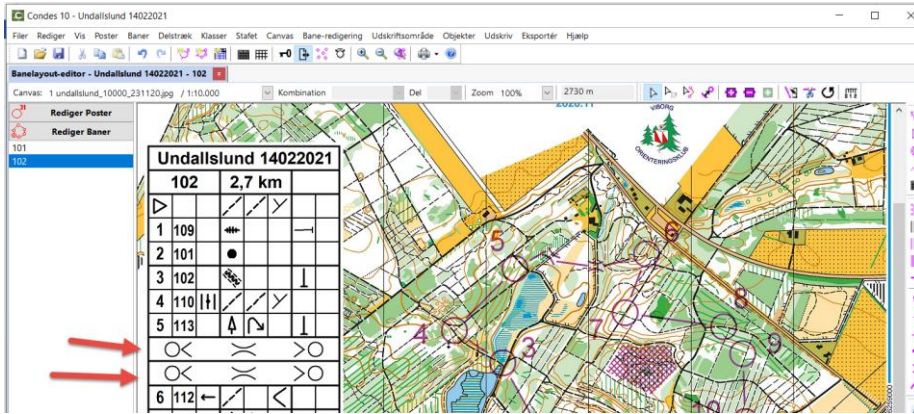 Condes 10 - Undallslund 14022021
Filer Rediger Vis Poster Baner Delstræk Klasser Stafet Canvas Bane-redigering Udskriftsområde Objekter Udskriv Eksportér Hjælp
Banelayout-editor - Undallslund 14022021 - 102
Canvas: 1 undallslund_10000_231120.jpg / 1:10.000 Kombination Del Zoom 100% 2730 m
Rediger Poster
Rediger Baner
101
102
2020.11
VIBORG
ORIENTERINGSKLUB
Undallslund 14022021
102 2,7 km
1 109
2 101
3 102
4 110
5 113
6 112
5
6
8
4
7
3
9